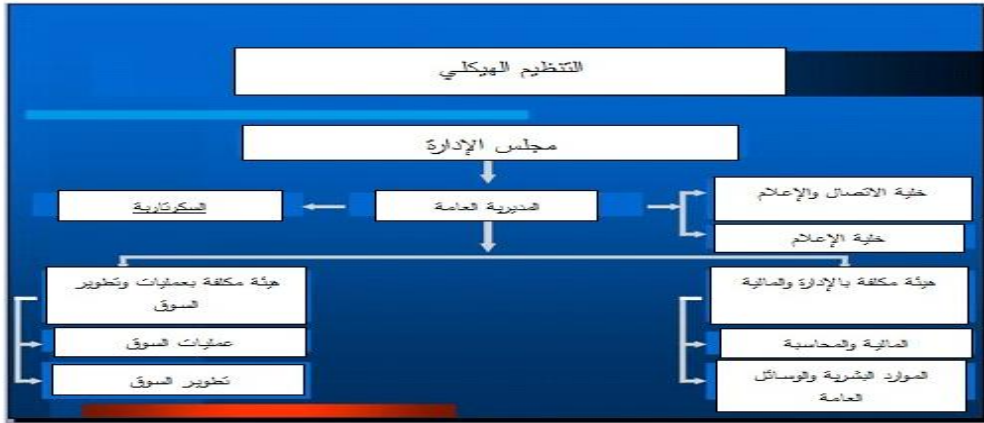 التنظيم الهيكلي
مجلس الإدارة
خلية الاتصال والإعلام
المديرية العامة
السكرتارية
خلية الإعلام
هيئة مكلفة بالإدارة والمالية
هيئة مكلفة بعمليات وتطوير
السوق
المالية والمحاسبة
عمليات السوق
الموارد البشرية والوسائل
العامة
تطوير السوق